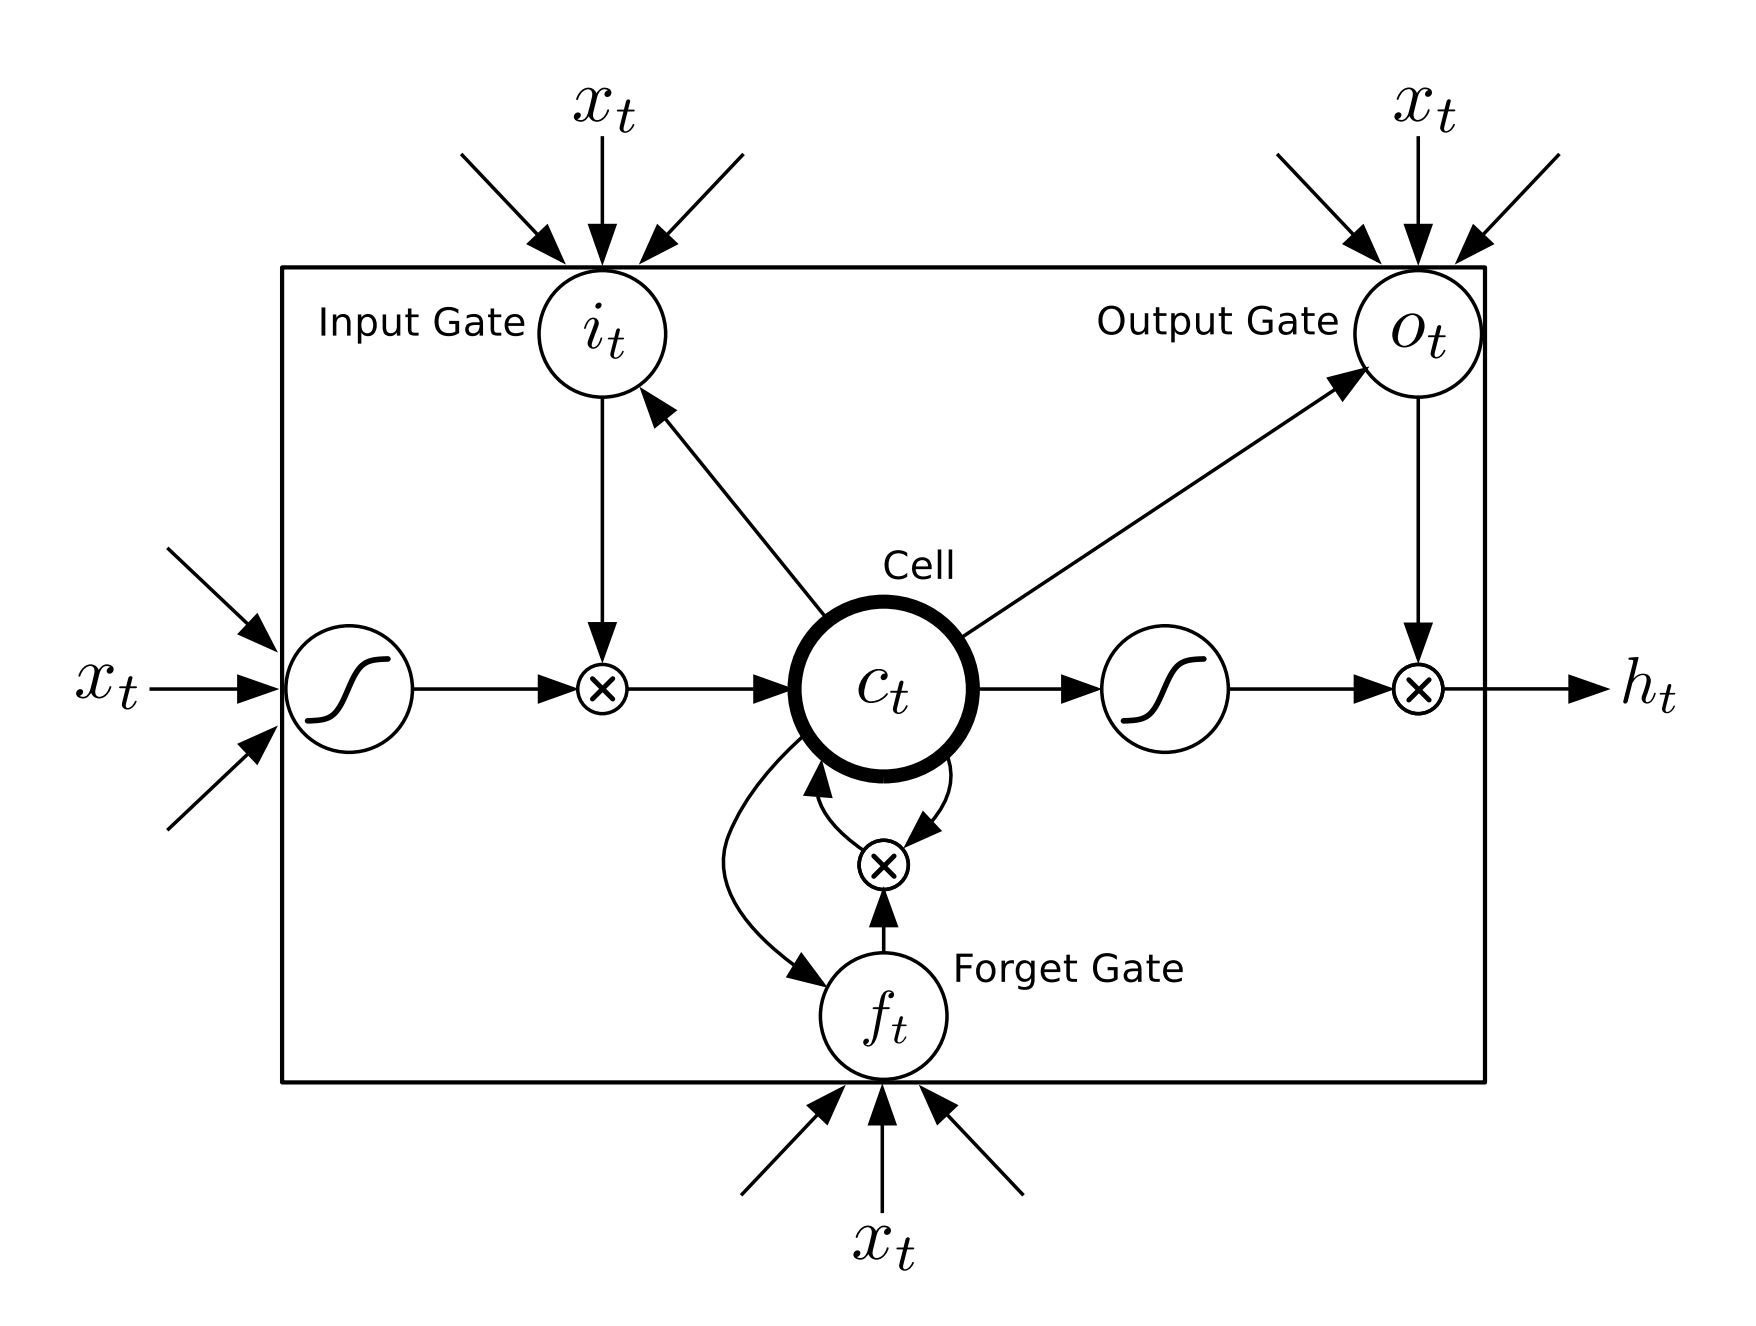 x_t
x_t
Input Gate
i_t
Output Gate
o_t
Cell
x_t
c_t
h_t
Forget Gate
f_t
x_t